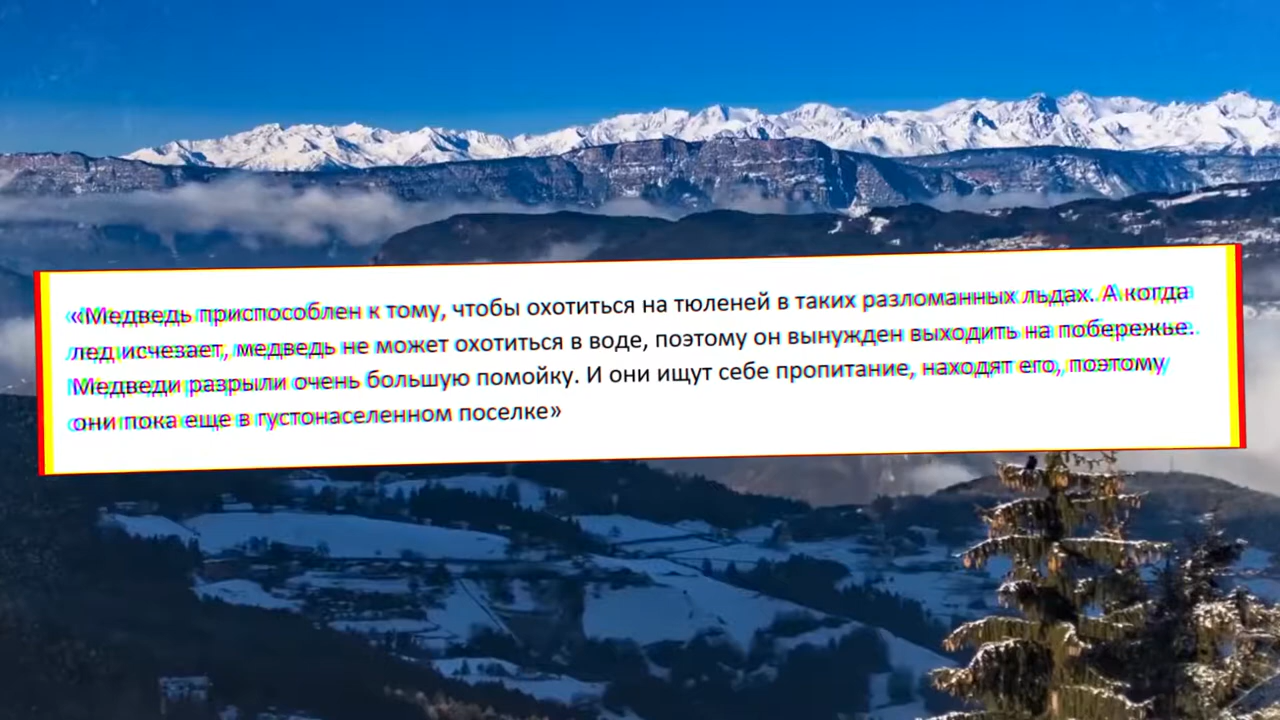 «Медведь приспособлен к тому, чтобы охотиться на тюленей в таких разломанных льдах. А когда
лед исчезает, медведь не может охотиться в воде, поэтому он вынужден выходить на побережье.
Медведи разрыли очень большую помойку. И они ищут себе пропитание, находят его, поэтому
они пока еще в густонаселенном поселке»